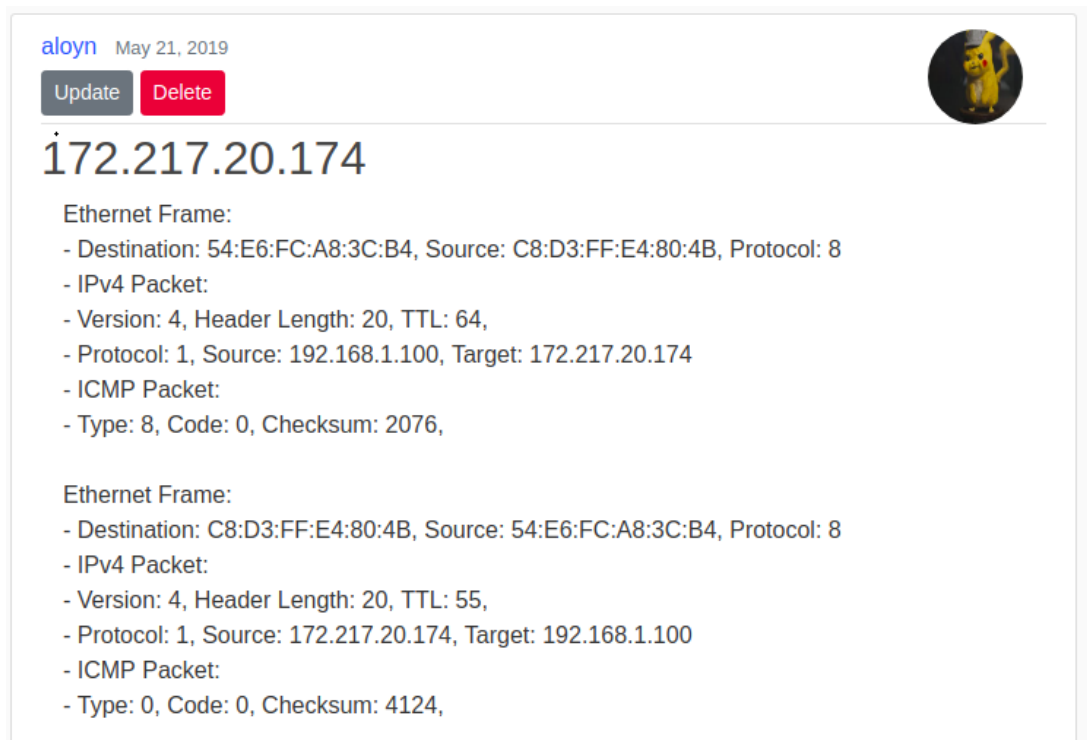 aloyn May 21, 2019
Update Delete
172.217.20.174
Ethernet Frame:
- Destination: 54:E6:FC:A8:3C:B4, Source: C8:D3:FF:E4:80:4B, Protocol: 8
- IPv4 Packet:
- Version: 4, Header Length: 20, TTL: 64,
- Protocol: 1, Source: 192.168.1.100, Target: 172.217.20.174
- ICMP Packet:
- Type: 8, Code: 0, Checksum: 2076,
Ethernet Frame:
- Destination: C8:D3:FF:E4:80:4B, Source: 54:E6:FC:A8:3C:B4, Protocol: 8
- IPv4 Packet:
- Version: 4, Header Length: 20, TTL: 55,
- Protocol: 1, Source: 172.217.20.174, Target: 192.168.1.100
- ICMP Packet:
- Type: 0, Code: 0, Checksum: 4124,